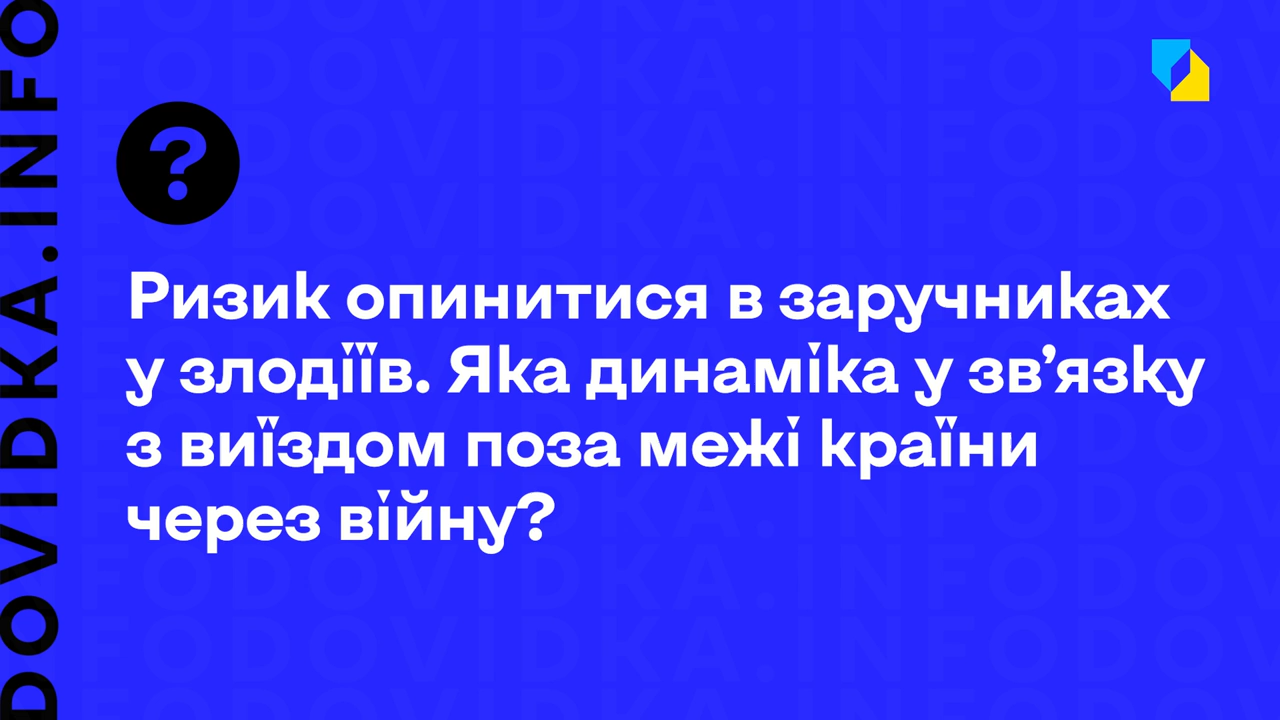 DOVIDKA.INFO
?
Ризик опинитися в заручниках
у злодіїв. Яка динаміка у зв’язку
з виїздом поза межі країни
через війну?